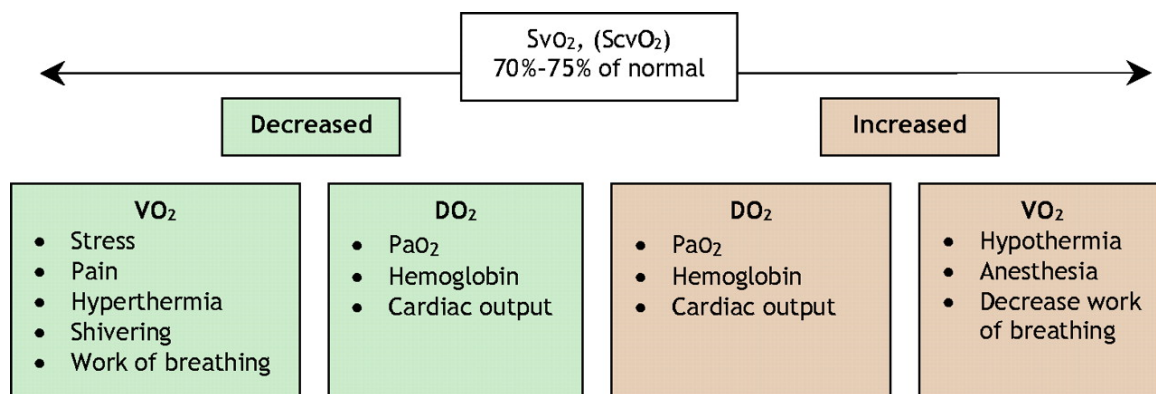 SvO₂, (ScvO₂)
70%-75% of normal
Decreased
Increased
VO₂
• Stress
• Pain
• Hyperthermia
• Shivering
• Work of breathing
DO₂
• PaO₂
• Hemoglobin
• Cardiac output
DO₂
• PaO₂
• Hemoglobin
• Cardiac output
VO₂
• Hypothermia
• Anesthesia
• Decrease work
of breathing